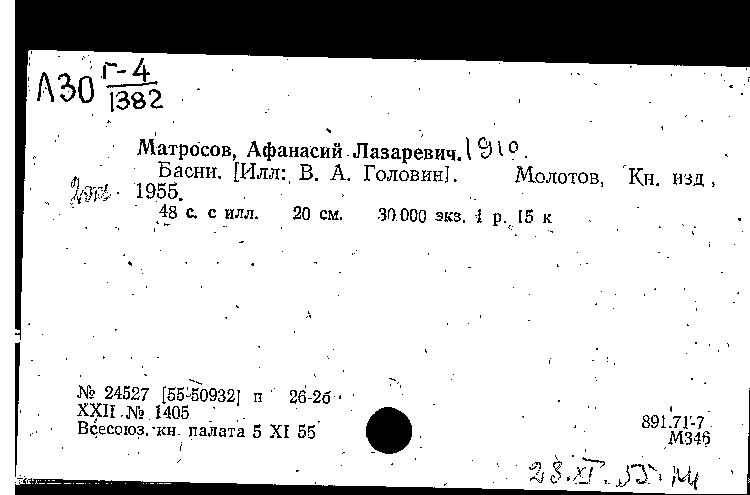 Л30 Г-4
1382
Матросов, Афанасий Лазаревич. 1910.
Басни. [Илл: В. А. Головин]. Молотов, Кн. изд,
1955.
48 с. с илл. 20 см. 30.000 экз. 1 р. 15 к
№ 24527 [55-50932] п 26-26
XXII № 1405
Всесоюз. кн. палата 5 XI 55
891.71-7
М346
28.XI.55.